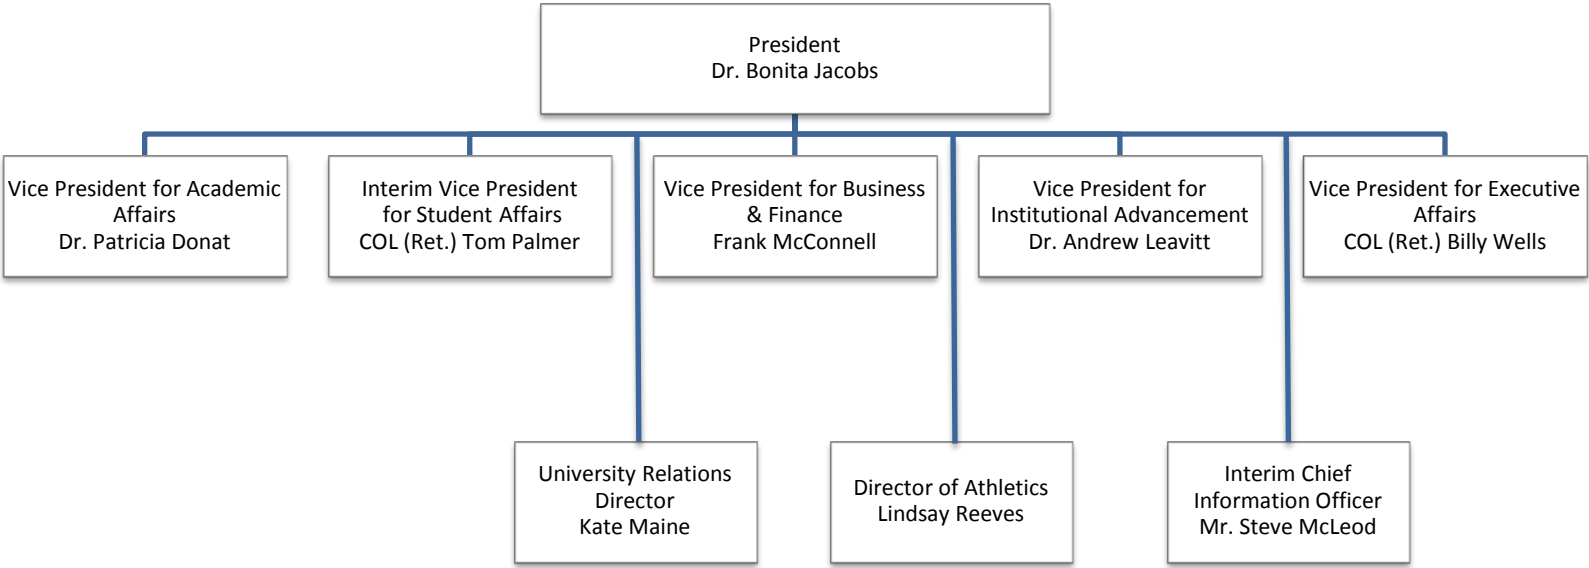 President
Dr. Bonita Jacobs
Vice President for Academic
Affairs
Dr. Patricia Donat
Interim Vice President
for Student Affairs
COL (Ret.) Tom Palmer
Vice President for Business
& Finance
Frank McConnell
Vice President for
Institutional Advancement
Dr. Andrew Leavitt
Vice President for Executive
Affairs
COL (Ret.) Billy Wells
University Relations
Director
Kate Maine
Director of Athletics
Lindsay Reeves
Interim Chief
Information Officer
Mr. Steve McLeod